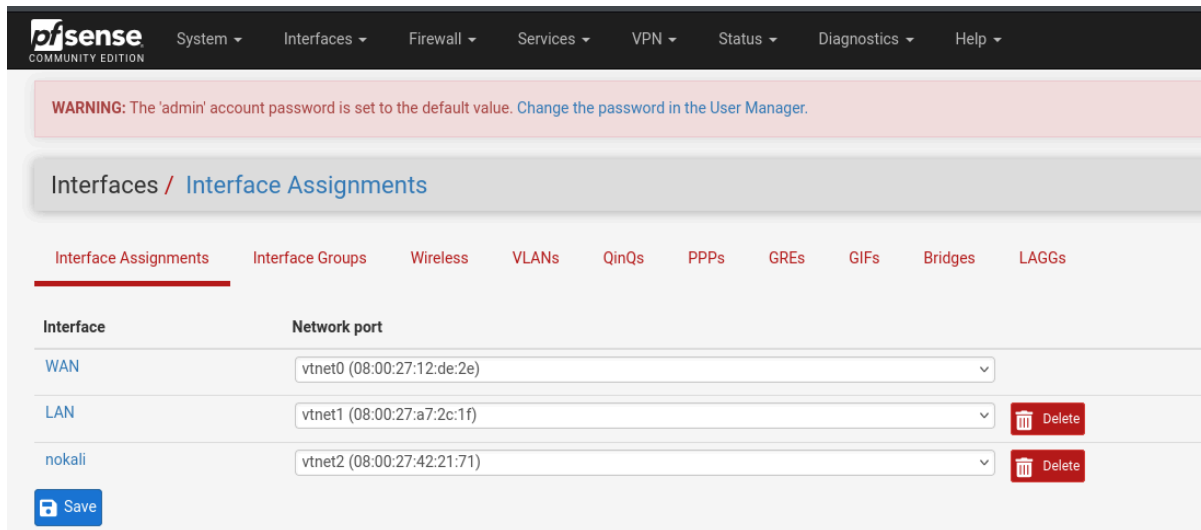 pfsense System Interfaces Firewall Services VPN Status Diagnostics Help
COMMUNITY EDITION
WARNING: The 'admin' account password is set to the default value. Change the password in the User Manager.
Interfaces / Interface Assignments
Interface Assignments Interface Groups Wireless VLANs QinQs PPPs GREs GIFs Bridges LAGGs
Interface Network port
WAN vtnet0 (08:00:27:12:de:2e)
LAN vtnet1 (08:00:27:a7:2c:1f) Delete
nokali vtnet2 (08:00:27:42:21:71) Delete
Save